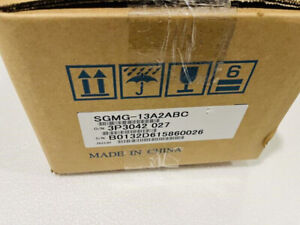 6
SGMG-13A2ABC
O/N 3P3042 027
S/N B0132D615860026
MADE IN CHINA